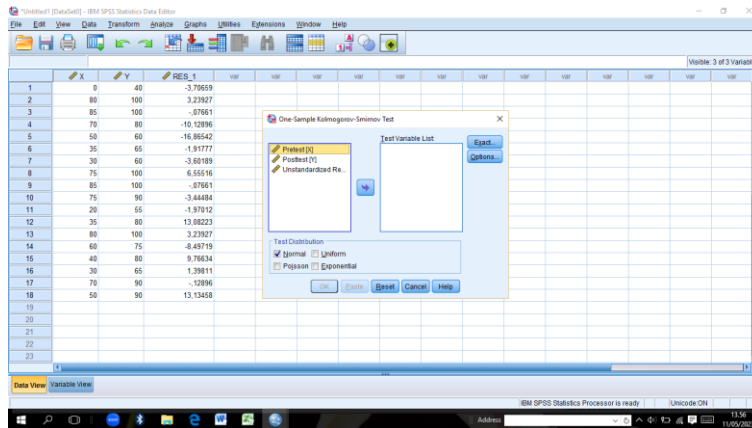 *Untitled1 [DataSet0] - IBM SPSS Statistics Data Editor
File Edit View Data Transform Analyze Graphs Utilities Extensions Window Help
Visible: 3 of 3 Variabl
X Y RES_1 var var var var var var var var var var var
1 0 40 -3,70659
2 80 100 3,23927
3 85 100 -,07661
4 70 80 -10,12896
5 50 60 -16,86542
6 35 65 -1,91777
7 30 60 -3,60189
8 75 100 6,55516
9 85 100 -,07661
10 75 90 -3,44484
11 20 55 -1,97012
12 35 80 13,08223
13 80 100 3,23927
14 60 75 -8,49719
15 40 80 9,76634
16 30 65 1,39811
17 70 90 -,12896
18 50 90 13,13458
19
20
21
22
23
One-Sample Kolmogorov-Smirnov Test
Test Variable List:
Pretest [X]
Posttest [Y]
Unstandardized Re...
Exact...
Options...
Test Distribution
Normal Uniform
Poisson Exponential
OK Paste Reset Cancel Help
Data View Variable View
IBM SPSS Statistics Processor is ready Unicode:ON
Address
13.56